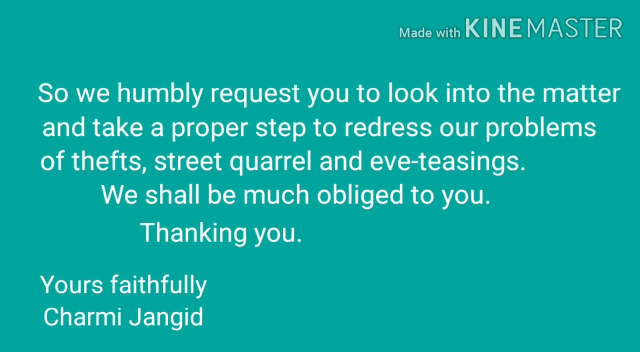 Made with KINEMASTER
So we humbly request you to look into the matter
and take a proper step to redress our problems
of thefts, street quarrel and eve-teasings.
We shall be much obliged to you.
Thanking you.
Yours faithfully
Charmi Jangid